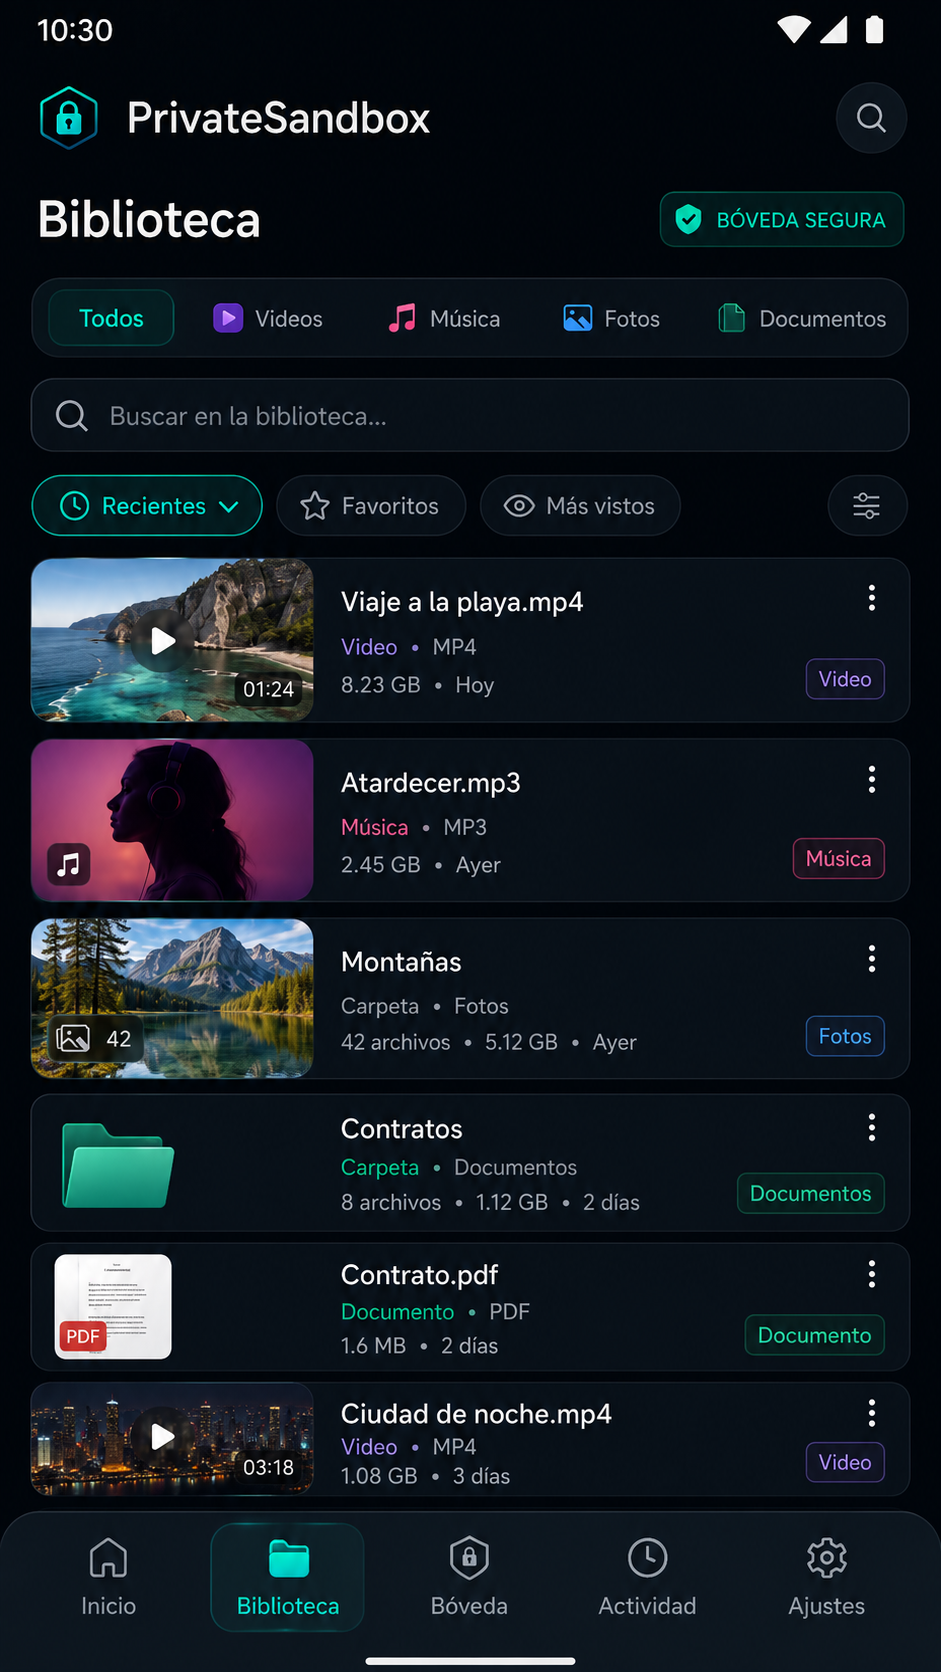 10:30
PrivateSandbox
Biblioteca
BÓVEDA SEGURA
Todos
Videos
Música
Fotos
Documentos
Buscar en la biblioteca...
Recientes
Favoritos
Más vistos
Viaje a la playa.mp4
Video • MP4
8.23 GB • Hoy
01:24
Video
Atardecer.mp3
Música • MP3
2.45 GB • Ayer
Música
Montañas
Carpeta • Fotos
42 archivos • 5.12 GB • Ayer
42
Fotos
Contratos
Carpeta • Documentos
8 archivos • 1.12 GB • 2 días
Documentos
Contrato.pdf
Documento • PDF
1.6 MB • 2 días
PDF
Documento
Ciudad de noche.mp4
Video • MP4
1.08 GB • 3 días
03:18
Video
Inicio
Biblioteca
Bóveda
Actividad
Ajustes